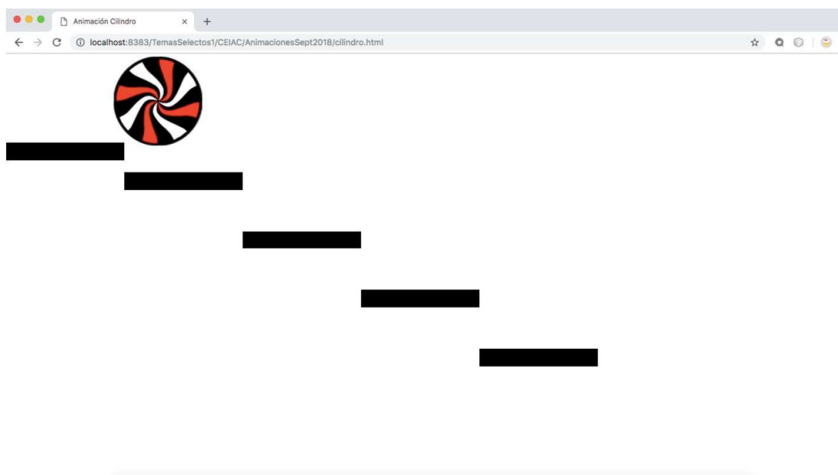 Animación Cilindro
localhost:8383/TemasSelectos1/CEIAC/AnimacionesSept2018/cilindro.html